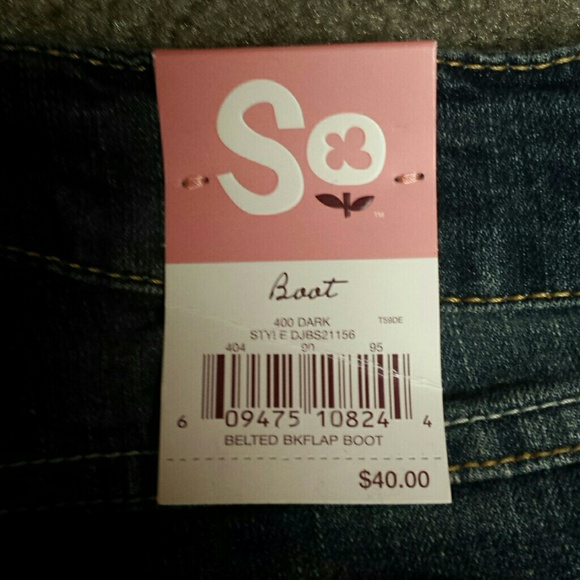 So
TM
Boot
400 DARK T59DE
STYLE DJBS21156
404 00 95
6 09475 10824 4
BELTED BKFLAP BOOT
$40.00